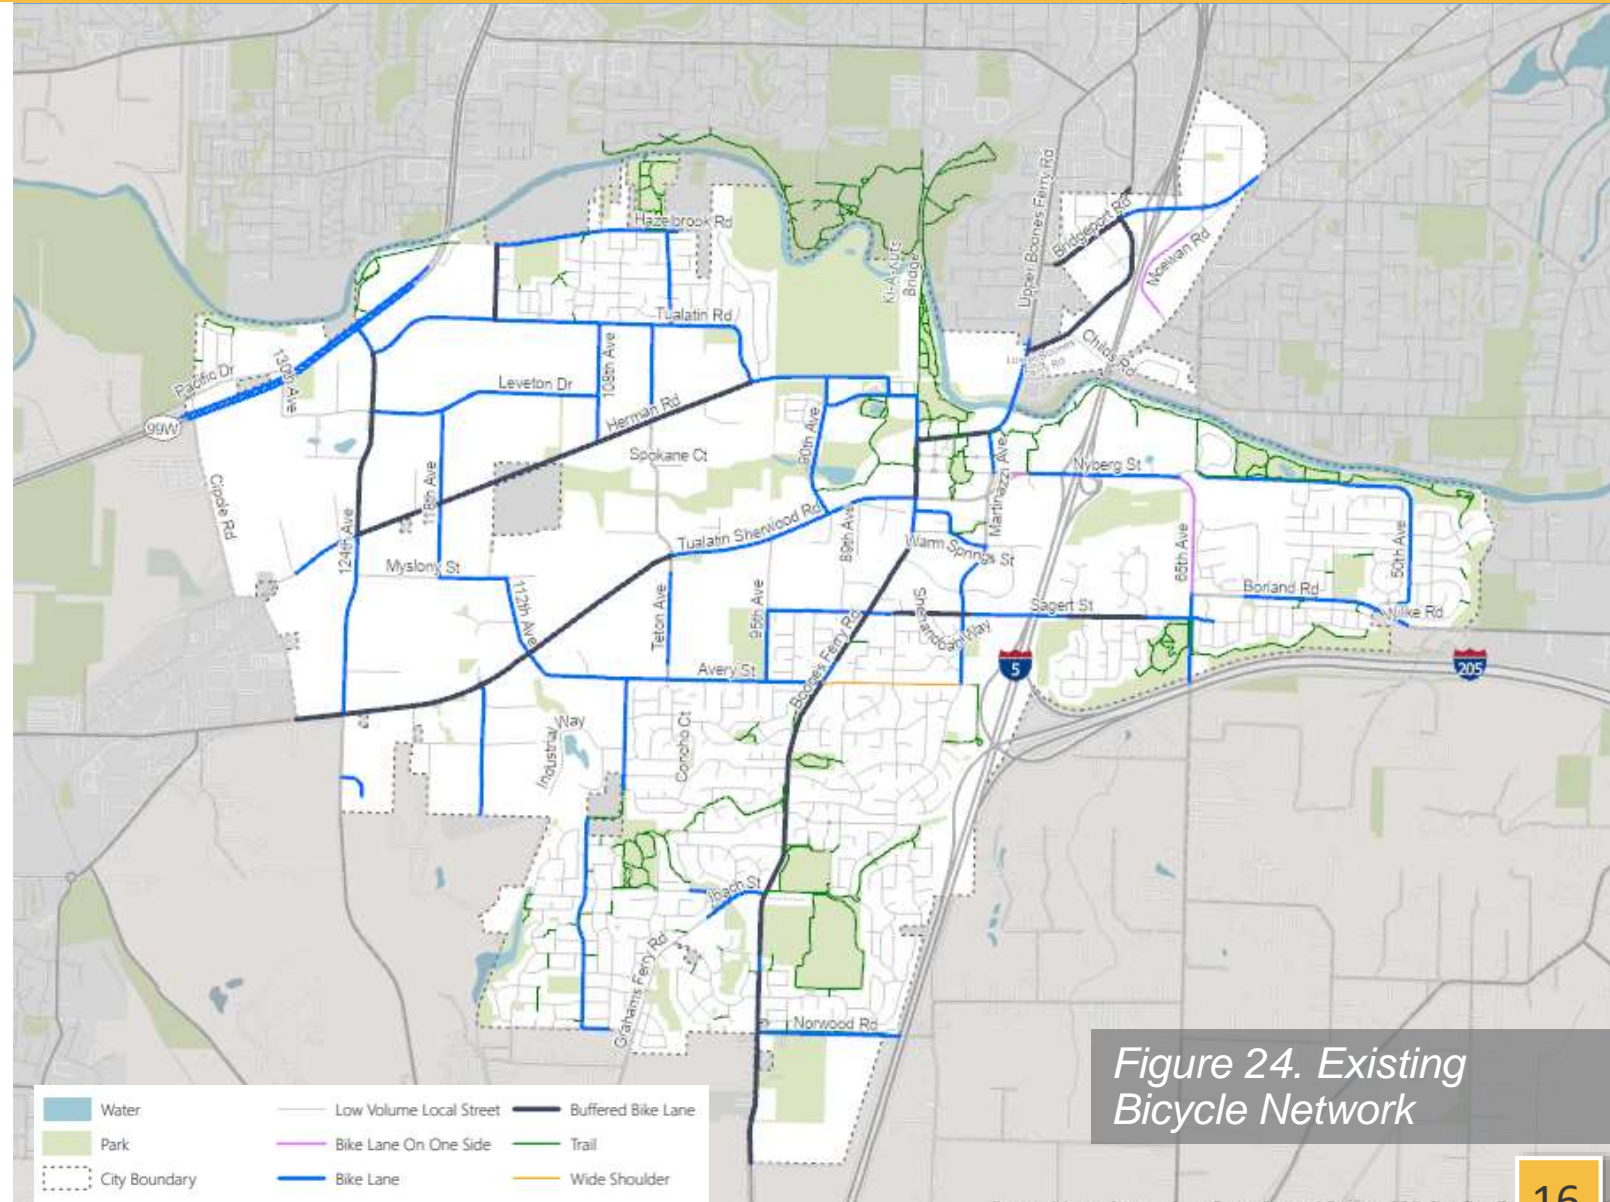 Hazelbrook Rd
Ki-A-Kuts
Bridge
Upper Boones Ferry Rd
Bridgeport Rd
Mcewan Rd
Tualatin Rd
Childs Rd
Lower Boones
Pacific Dr
130th Ave
99W
Leveton Dr
108th Ave
Herman Rd
90th Ave
Spokane Ct
Nyberg St
Martinazzi Ave
Cipole Rd
118th Ave
124th Ave
Tualatin Sherwood Rd
89th Ave
Warm Springs St
65th Ave
50th Ave
Myslony St
112th Ave
Teton Ave
95th Ave
Shenandoah Way
Sagert St
Borland Rd
Wilke Rd
Avery St
Boones Ferry Rd
5
205
Industrial Way
Concho Ct
Ibach St
Grahams Ferry Rd
Norwood Rd
Figure 24. Existing
Bicycle Network
Water
Low Volume Local Street
Buffered Bike Lane
Park
Bike Lane On One Side
Trail
City Boundary
Bike Lane
Wide Shoulder
16